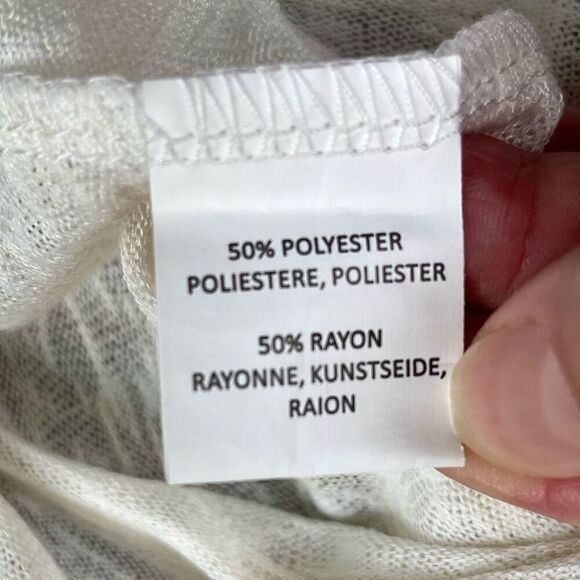 50% POLYESTER
POLIESTERE, POLIESTER
50% RAYON
RAYONNE, KUNSTSEIDE,
RAION